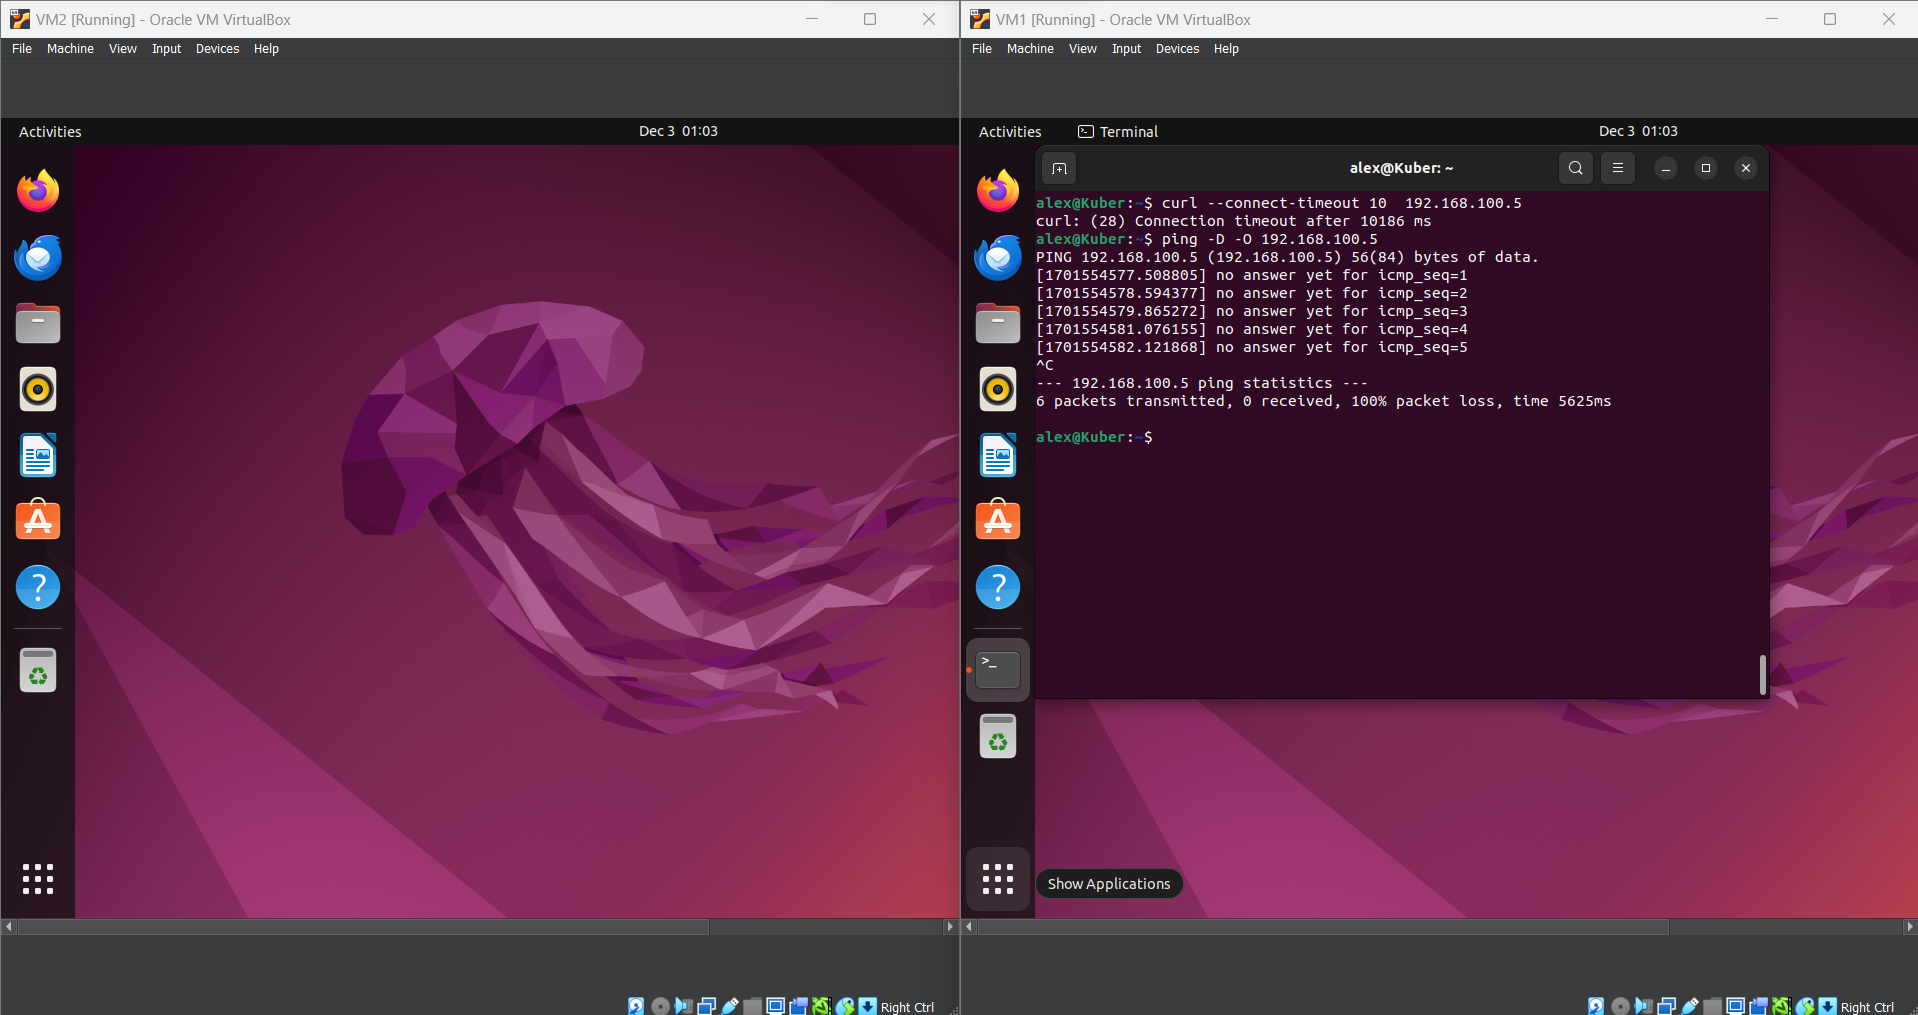 VM2 [Running] - Oracle VM VirtualBox
File Machine View Input Devices Help
Activities
Dec 3 01:03
?
Right Ctrl
VM1 [Running] - Oracle VM VirtualBox
File Machine View Input Devices Help
Activities
Terminal
Dec 3 01:03
alex@Kuber: ~
alex@Kuber:~$ curl --connect-timeout 10  192.168.100.5
curl: (28) Connection timeout after 10186 ms
alex@Kuber:~$ ping -D -O 192.168.100.5
PING 192.168.100.5 (192.168.100.5) 56(84) bytes of data.
[1701554577.508805] no answer yet for icmp_seq=1
[1701554578.594377] no answer yet for icmp_seq=2
[1701554579.865272] no answer yet for icmp_seq=3
[1701554581.076155] no answer yet for icmp_seq=4
[1701554582.121868] no answer yet for icmp_seq=5
^C
--- 192.168.100.5 ping statistics ---
6 packets transmitted, 0 received, 100% packet loss, time 5625ms
alex@Kuber:~$
?
>_
Show Applications
Right Ctrl